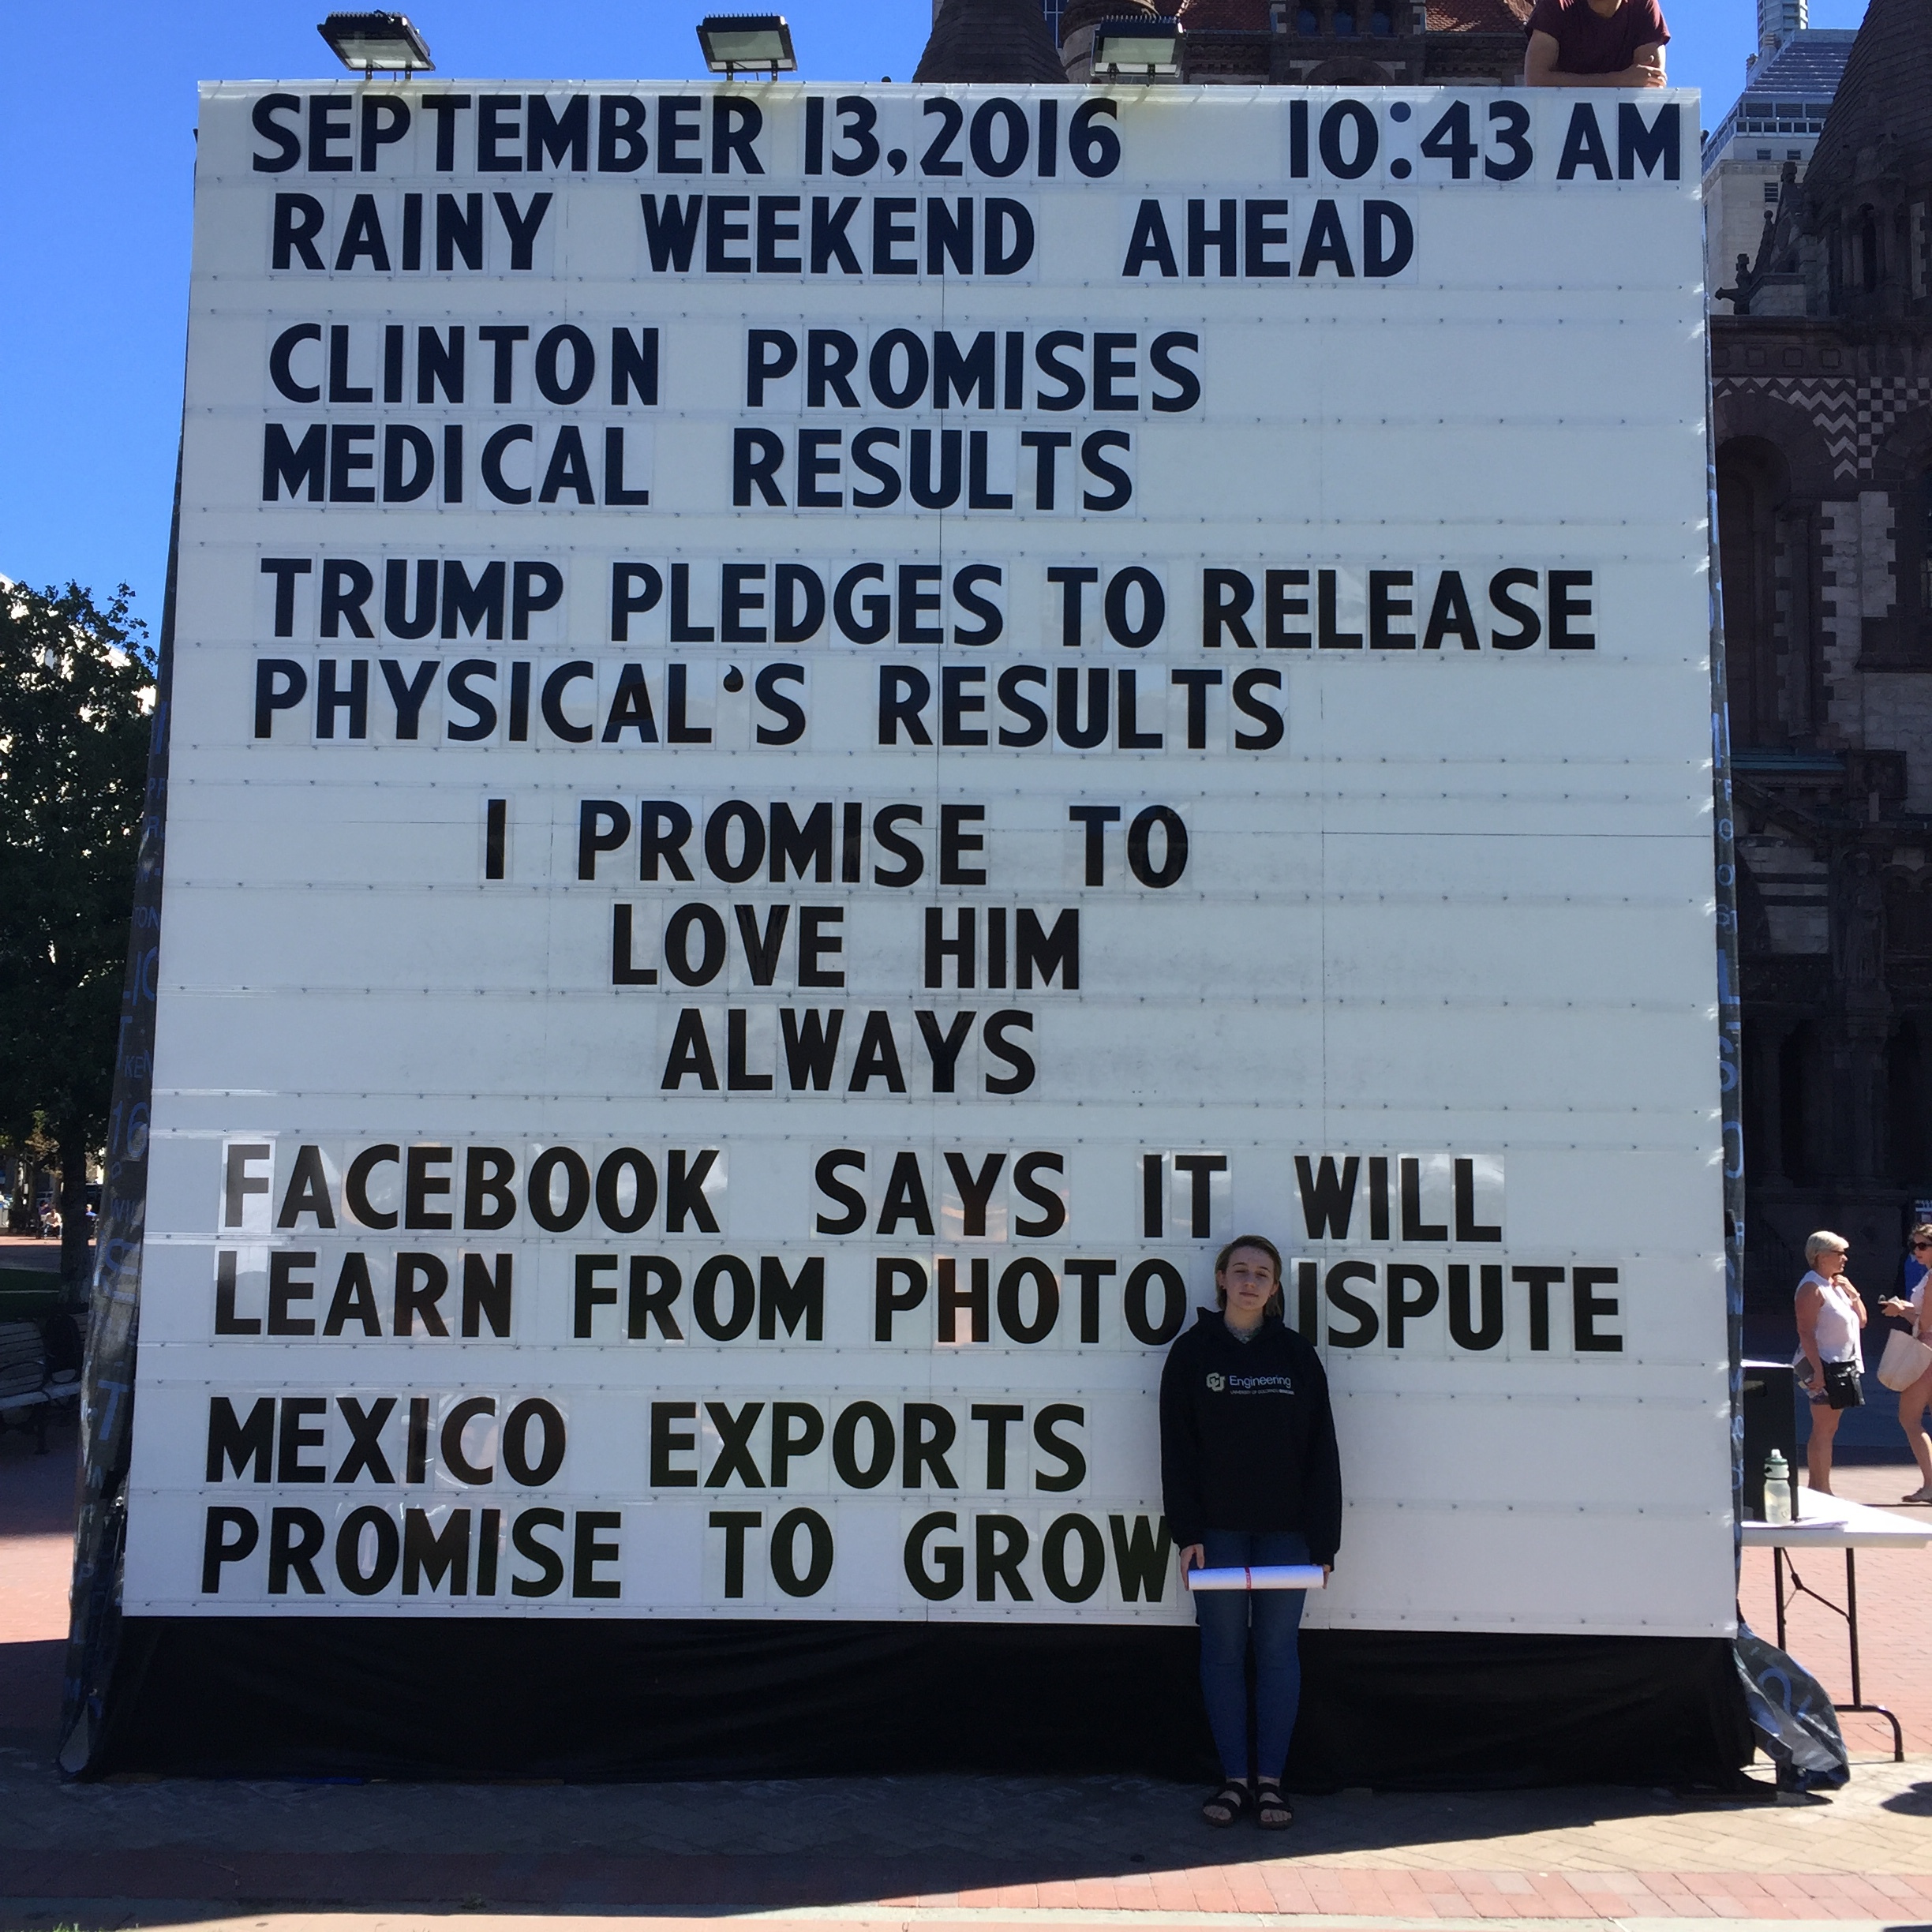 SEPTEMBER 13,2016 10:43 AM
RAINY WEEKEND AHEAD
CLINTON PROMISES
MEDICAL RESULTS
TRUMP PLEDGES TO RELEASE
PHYSICAL'S RESULTS
I PROMISE TO
LOVE HIM
ALWAYS
FACEBOOK SAYS IT WILL
LEARN FROM PHOTO ISPUTE
CU Engineering
MEXICO EXPORTS
PROMISE TO GROW